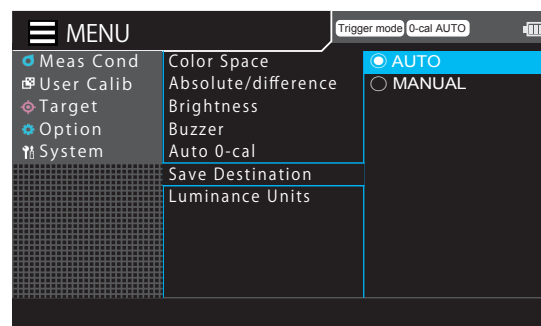 MENU
Trigger mode 0-cal AUTO
Meas Cond
User Calib
Target
Option
System
Color Space
Absolute/difference
Brightness
Buzzer
Auto 0-cal
Save Destination
Luminance Units
AUTO
MANUAL